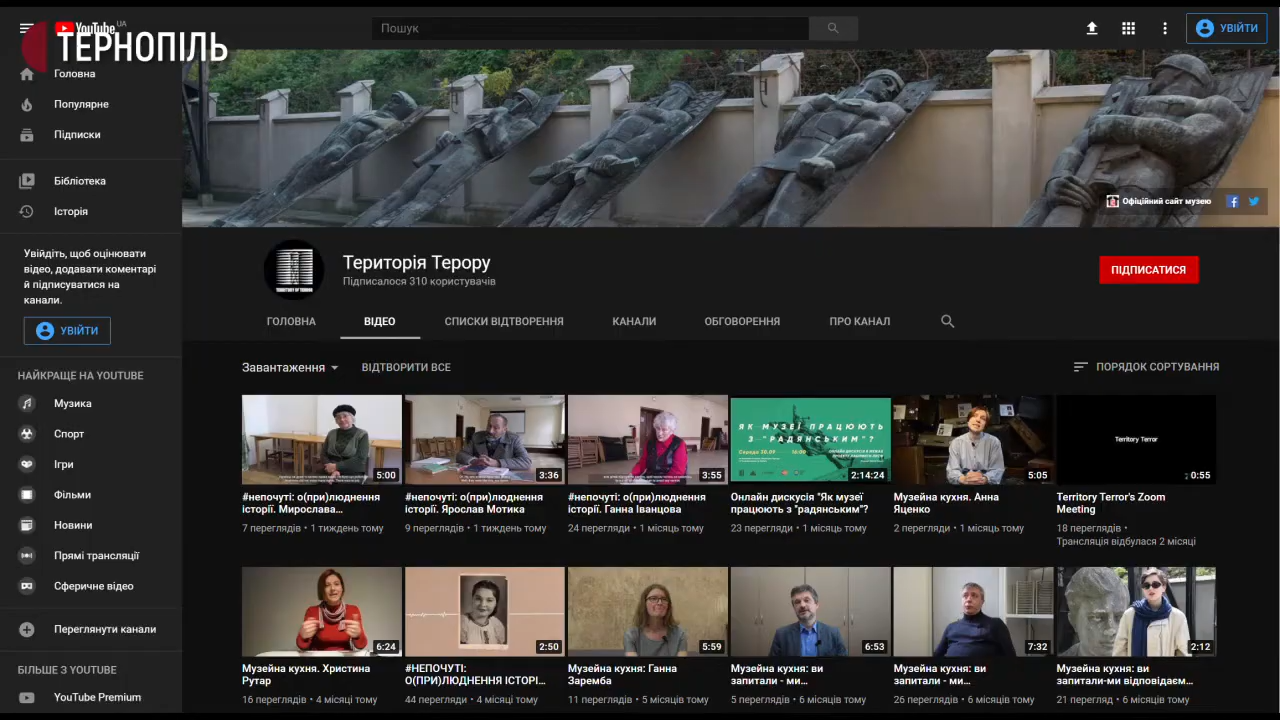 YouTube UA
ТЕРНОПІЛЬ
Пошук
УВІЙТИ
Головна
Популярне
Підписки
Бібліотека
Історія
Увійдіть, щоб оцінювати
відео, додавати коментарі
й підписуватися на
канали.
УВІЙТИ
НАЙКРАЩЕ НА YOUTUBE
Музика
Спорт
Ігри
Фільми
Новини
Прямі трансляції
Сферичне відео
Переглянути канали
БІЛЬШЕ З YOUTUBE
YouTube Premium
Офіційний сайт музею
TERRITORY OF TERROR
Територія Терору
Підписалося 310 користувачів
ПІДПИСАТИСЯ
ГОЛОВНА ВІДЕО СПИСКИ ВІДТВОРЕННЯ КАНАЛИ ОБГОВОРЕННЯ ПРО КАНАЛ
Завантаження ВІДТВОРИТИ ВСЕ ПОРЯДОК СОРТУВАННЯ
5:00
#непочуті: о(при)люднення
історії. Мирослава...
7 переглядів • 1 тиждень тому
3:36
#непочуті: о(при)люднення
історії. Ярослав Мотика
9 переглядів • 1 тиждень тому
3:55
#непочуті: о(при)люднення
історії. Ганна Іванцова
24 перегляди • 1 місяць тому
ЯК МУЗЕЇ ПРАЦЮЮТЬ
З "РАДЯНСЬКИМ"?
2:14:24
Онлайн дискусія "Як музеї
працюють з "радянським"?
23 перегляди • 1 місяць тому
5:05
Музейна кухня. Анна
Яценко
2 перегляди • 1 місяць тому
Territory Terror
0:55
Territory Terror's Zoom
Meeting
18 переглядів •
Трансляція відбулася 2 місяці
6:24
Музейна кухня. Христина
Рутар
16 переглядів • 4 місяці тому
2:50
#НЕПОЧУТІ:
О(ПРИ)ЛЮДНЕННЯ ІСТОРІ...
44 перегляди • 4 місяці тому
5:59
Музейна кухня: Ганна
Заремба
11 переглядів • 5 місяців тому
6:53
Музейна кухня: ви
запитали - ми...
5 переглядів • 6 місяців тому
7:32
Музейна кухня: ви
запитали - ми...
26 переглядів • 6 місяців тому
2:12
Музейна кухня: ви
запитали-ми відповідаєм...
21 перегляд • 6 місяців тому